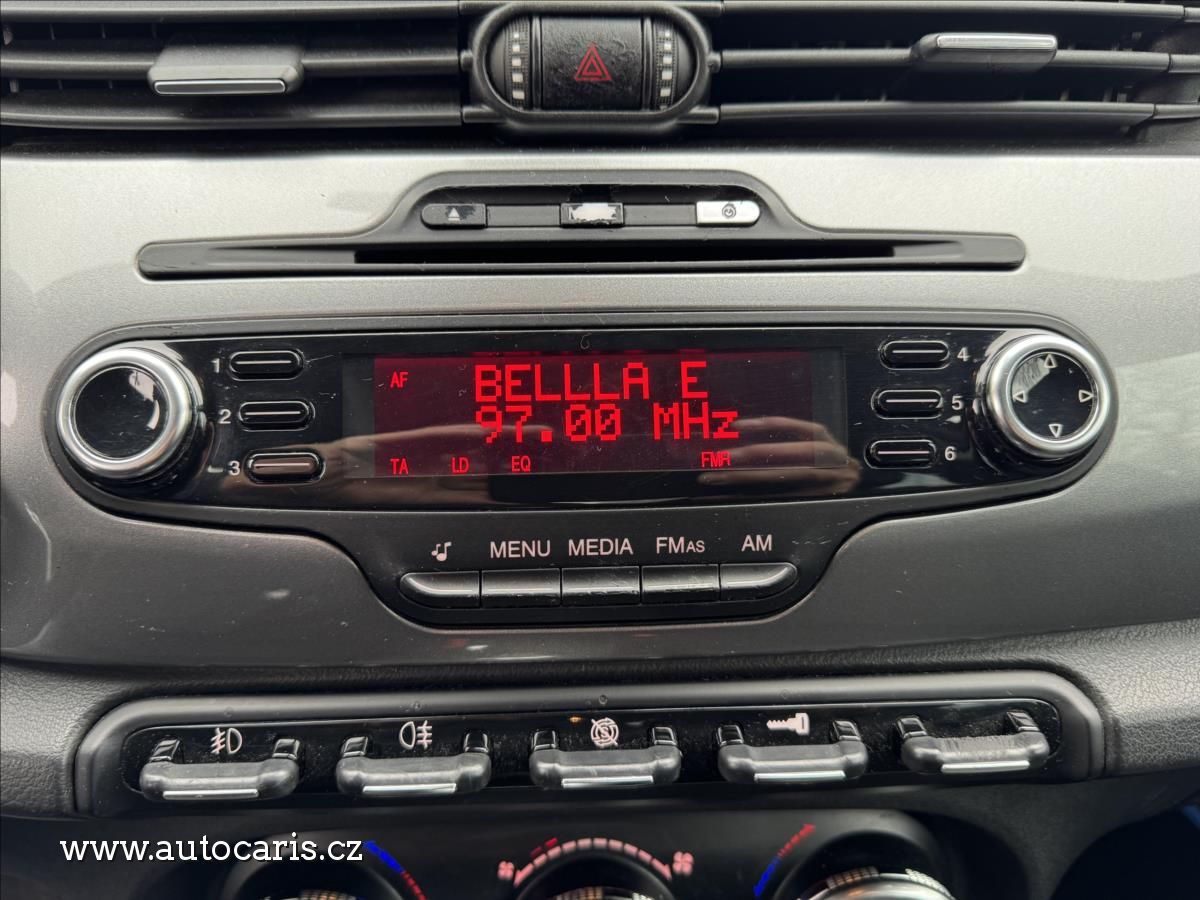 1
AF
BELLLA E
4
2
97.00 MHz
5
3
TA LD EQ FMA
6
MENU MEDIA FMAS AM
www.autocaris.cz